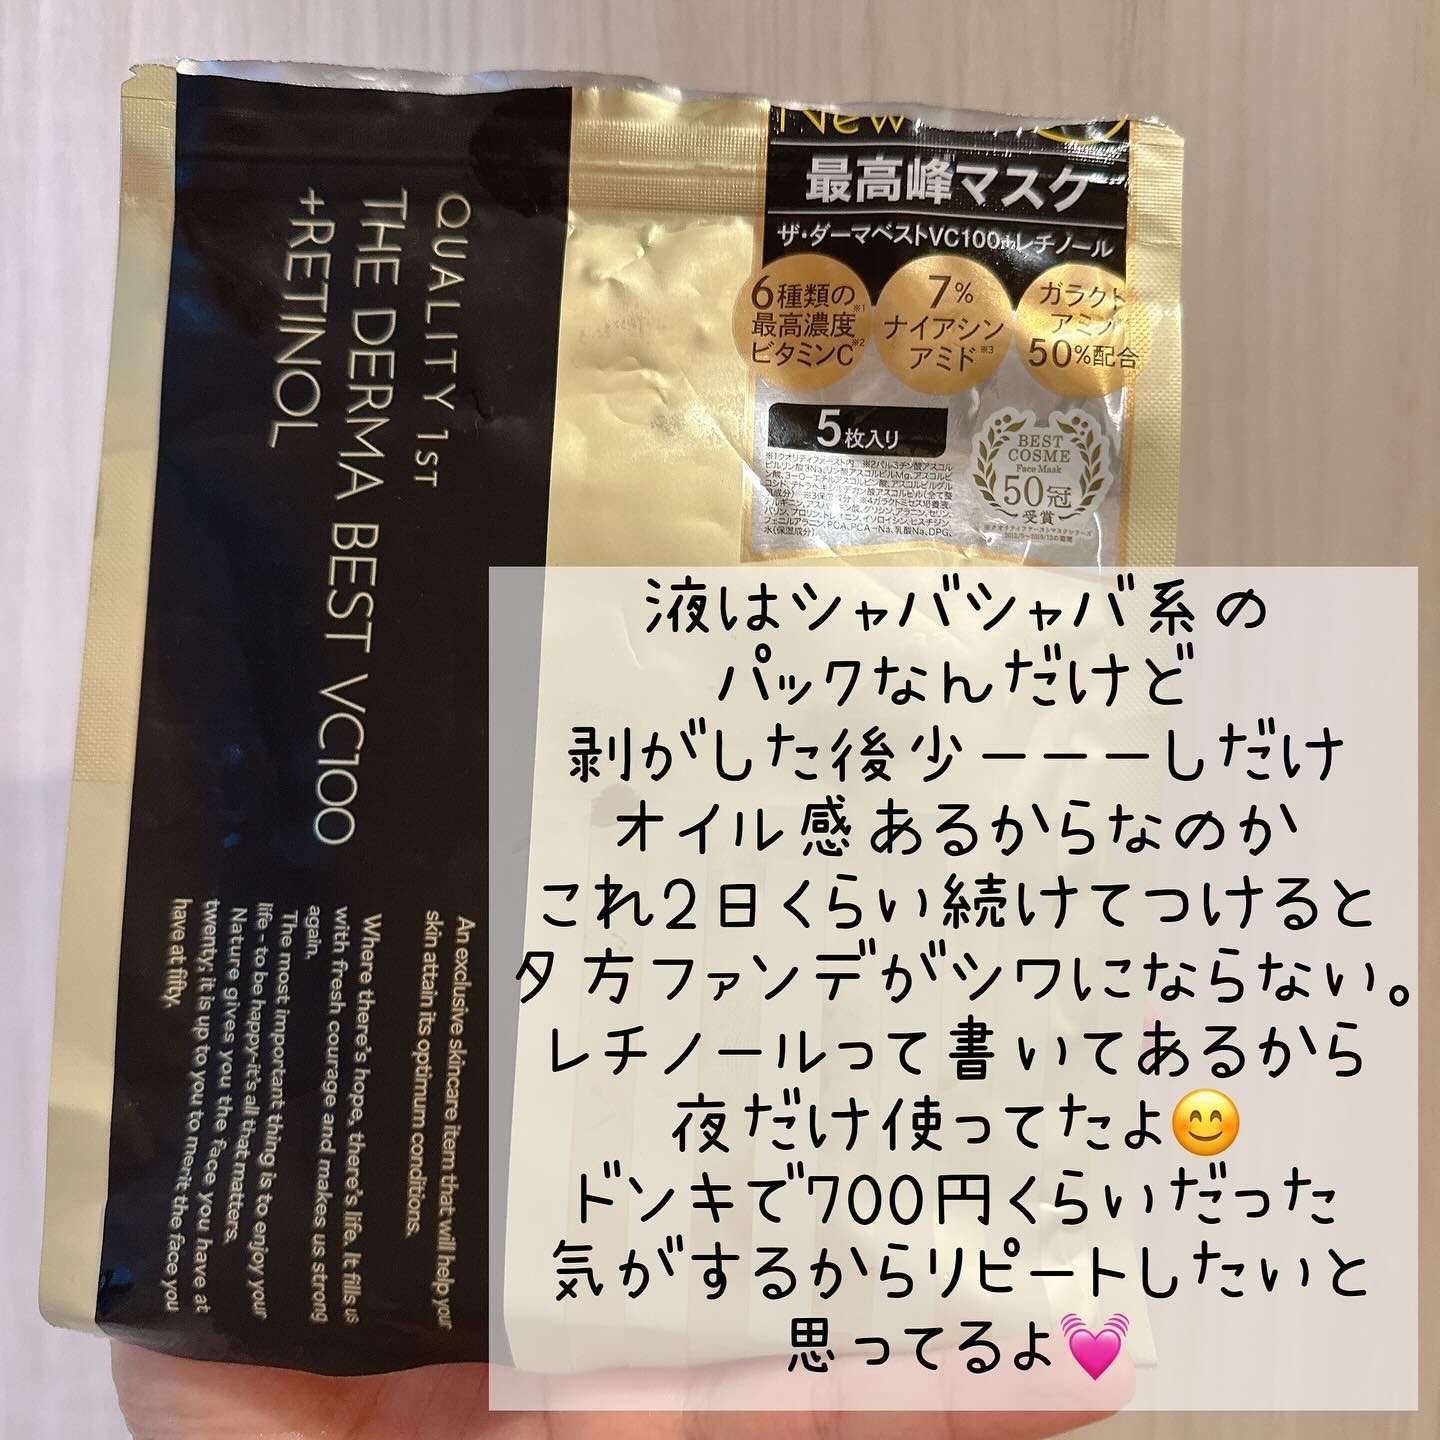 QUALITY 1ST
THE DERMA BEST VC100
+RETINOL
An exclusive skincare item that will help your
skin attain its optimum conditions.
Where there's hope, there's life. It fills us
with fresh courage and makes us strong
again.
The most important thing is to enjoy your
life - to be happy-it's all that matters.
Nature gives you the face you have at
twenty; it is up to you to merit the face you
have at fifty.
New
最高峰マスク
ザ・ダーマベストVC100+レチノール
6種類の
最高濃度※1
ビタミンC※2
7%
ナイアシン
アミド※3
ガラクト
アミノ
50%配合
5枚入り
BEST
COSME
Face Mask
50冠
受賞
液はシャバシャバ系の
パックなんだけど
剥がした後少ーーーしだけ
オイル感あるからなのか
これ2日くらい続けてつけると
夕方ファンデがシワにならない。
レチノールって書いてあるから
夜だけ使ってたよ😊
ドンキで700円くらいだった
気がするからリピートしたいと
思ってるよ💓